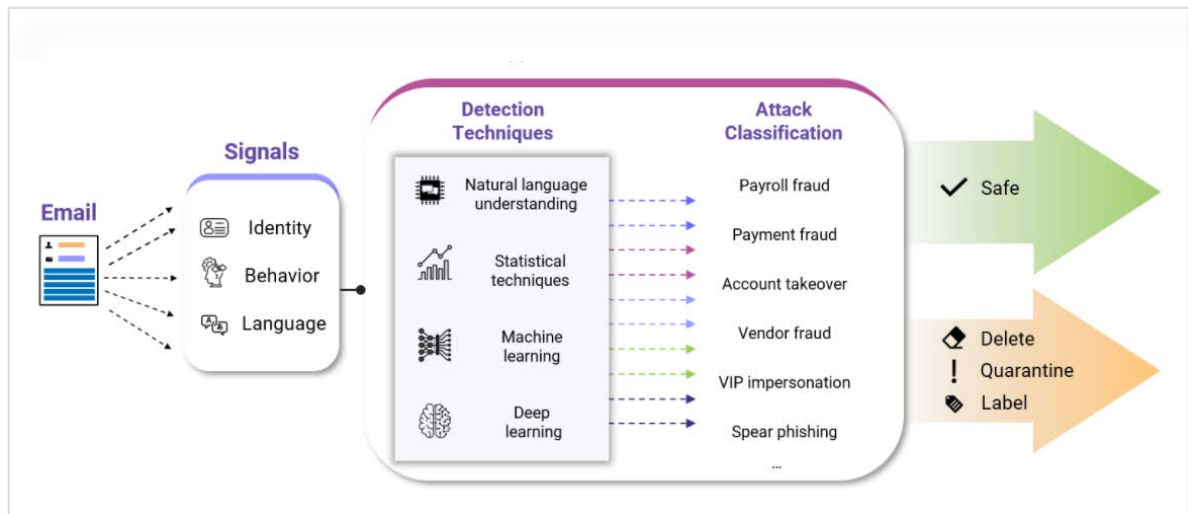 Email
Signals
Identity
Behavior
Language
Detection
Techniques
Natural language
understanding
Statistical
techniques
Machine
learning
Deep
learning
Attack
Classification
Payroll fraud
Payment fraud
Account takeover
Vendor fraud
VIP impersonation
Spear phishing
...
Safe
Delete
Quarantine
Label